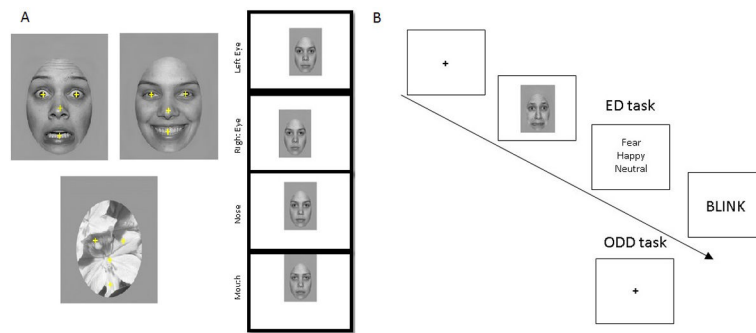 A
Left Eye
Right Eye
Nose
Mouth
B
ED task
Fear
Happy
Neutral
BLINK
ODD task